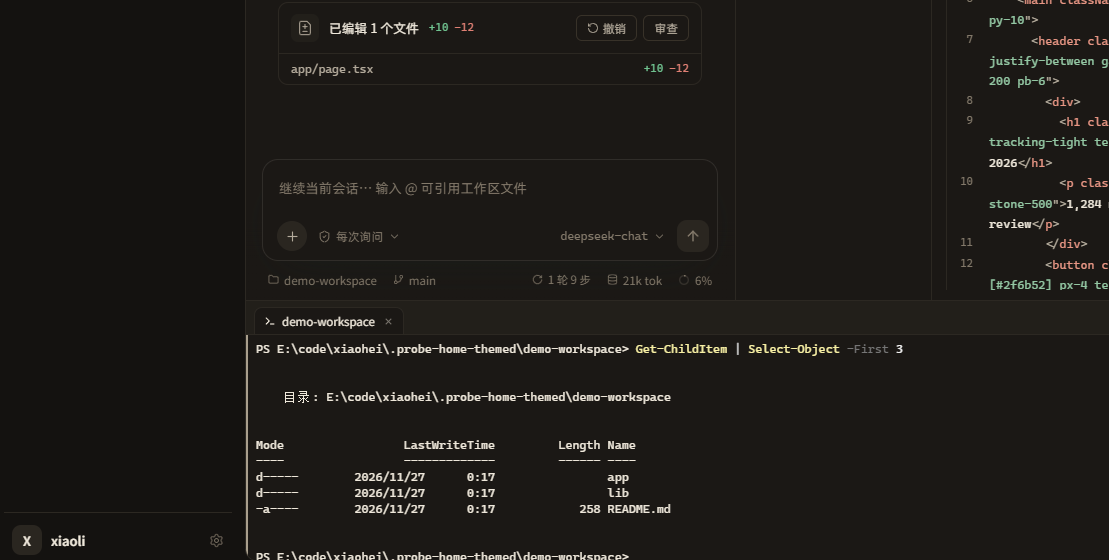 已编辑 1 个文件 +10 -12 撤销 审查
app/page.tsx +10 -12
继续当前会话… 输入 @ 可引用工作区文件
每次询问 deepseek-chat
demo-workspace main 1 轮 9 步 21k tok 6%
py-10">
7 <header cla
justify-between g
200 pb-6">
8 <div>
9 <h1 cla
tracking-tight te
2026</h1>
10 <p clas
stone-500">1,284
review</p>
11 </div>
12 <button c
[#2f6b52] px-4 te
demo-workspace ×
PS E:\code\xiaohei\.probe-home-themed\demo-workspace> Get-ChildItem | Select-Object -First 3
目录: E:\code\xiaohei\.probe-home-themed\demo-workspace
Mode LastWriteTime Length Name
---- ------------- ------ ----
d----- 2026/11/27 0:17 app
d----- 2026/11/27 0:17 lib
-a---- 2026/11/27 0:17 258 README.md
PS E:\code\xiaohei\.probe-home-themed\demo-workspace>
X xiaoli